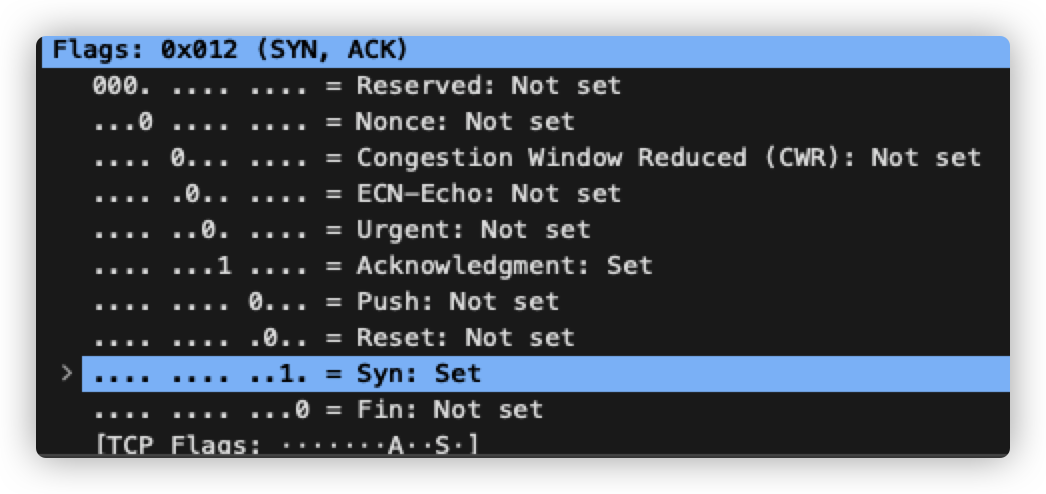 Flags: 0x012 (SYN, ACK)
000. .... .... = Reserved: Not set
...0 .... .... = Nonce: Not set
.... 0... .... = Congestion Window Reduced (CWR): Not set
.... .0.. .... = ECN-Echo: Not set
.... ..0. .... = Urgent: Not set
.... ...1 .... = Acknowledgment: Set
.... .... 0... = Push: Not set
.... .... .0.. = Reset: Not set
> .... .... ..1. = Syn: Set
.... .... ...0 = Fin: Not set
[TCP Flags: ·······A··S·]